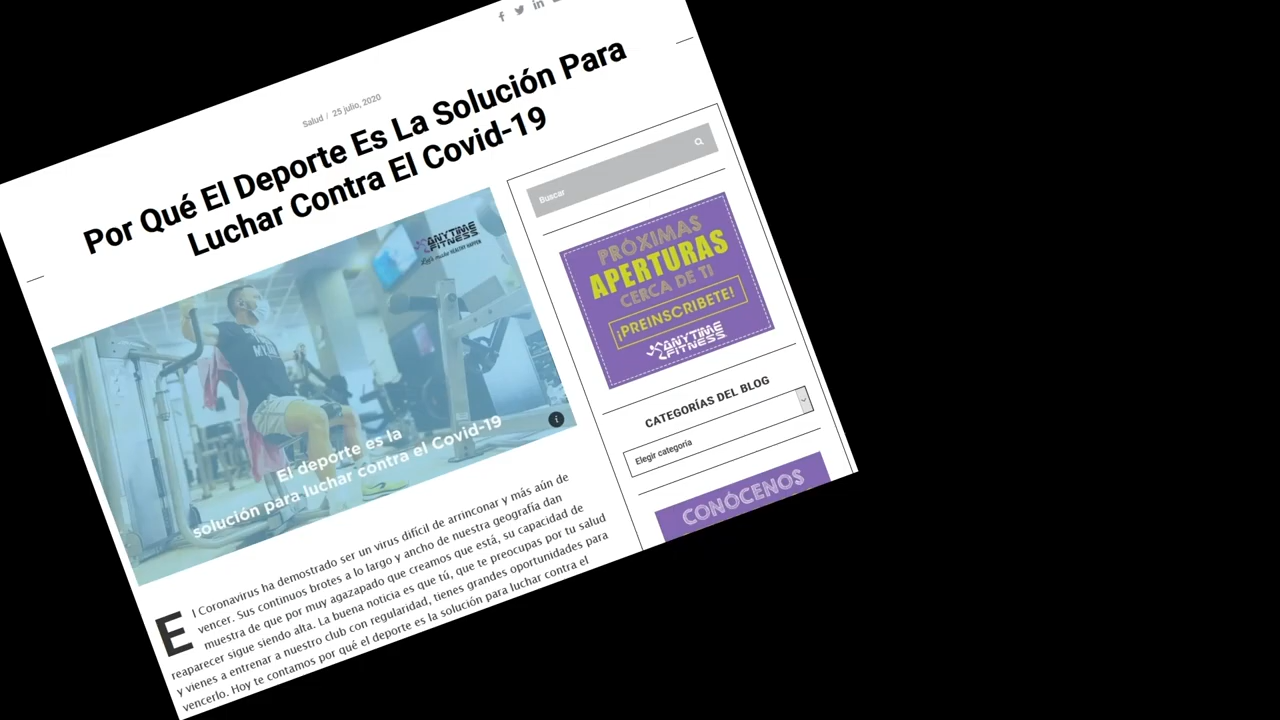 Salud / 25 julio, 2020
Por Qué El Deporte Es La Solución Para
Luchar Contra El Covid-19
ANYTIME
FITNESS
Let's make HEALTHY HAPPEN
El deporte es la
solución para luchar contra el Covid-19
El Coronavirus ha demostrado ser un virus difícil de arrinconar y más aún de
vencer. Sus continuos brotes a lo largo y ancho de nuestra geografía dan
muestra de que por muy agazapado que creamos que está, su capacidad de
reaparecer sigue siendo alta. La buena noticia es que tú, que te preocupas por tu salud
y vienes a entrenar a nuestro club con regularidad, tienes grandes oportunidades para
vencerlo. Hoy te contamos por qué el deporte es la solución para luchar contra el
Buscar
PRÓXIMAS
APERTURAS
CERCA DE TI
¡PREINSCRIBETE!
ANYTIME
FITNESS
CATEGORÍAS DEL BLOG
Elegir categoría
CONÓCENOS